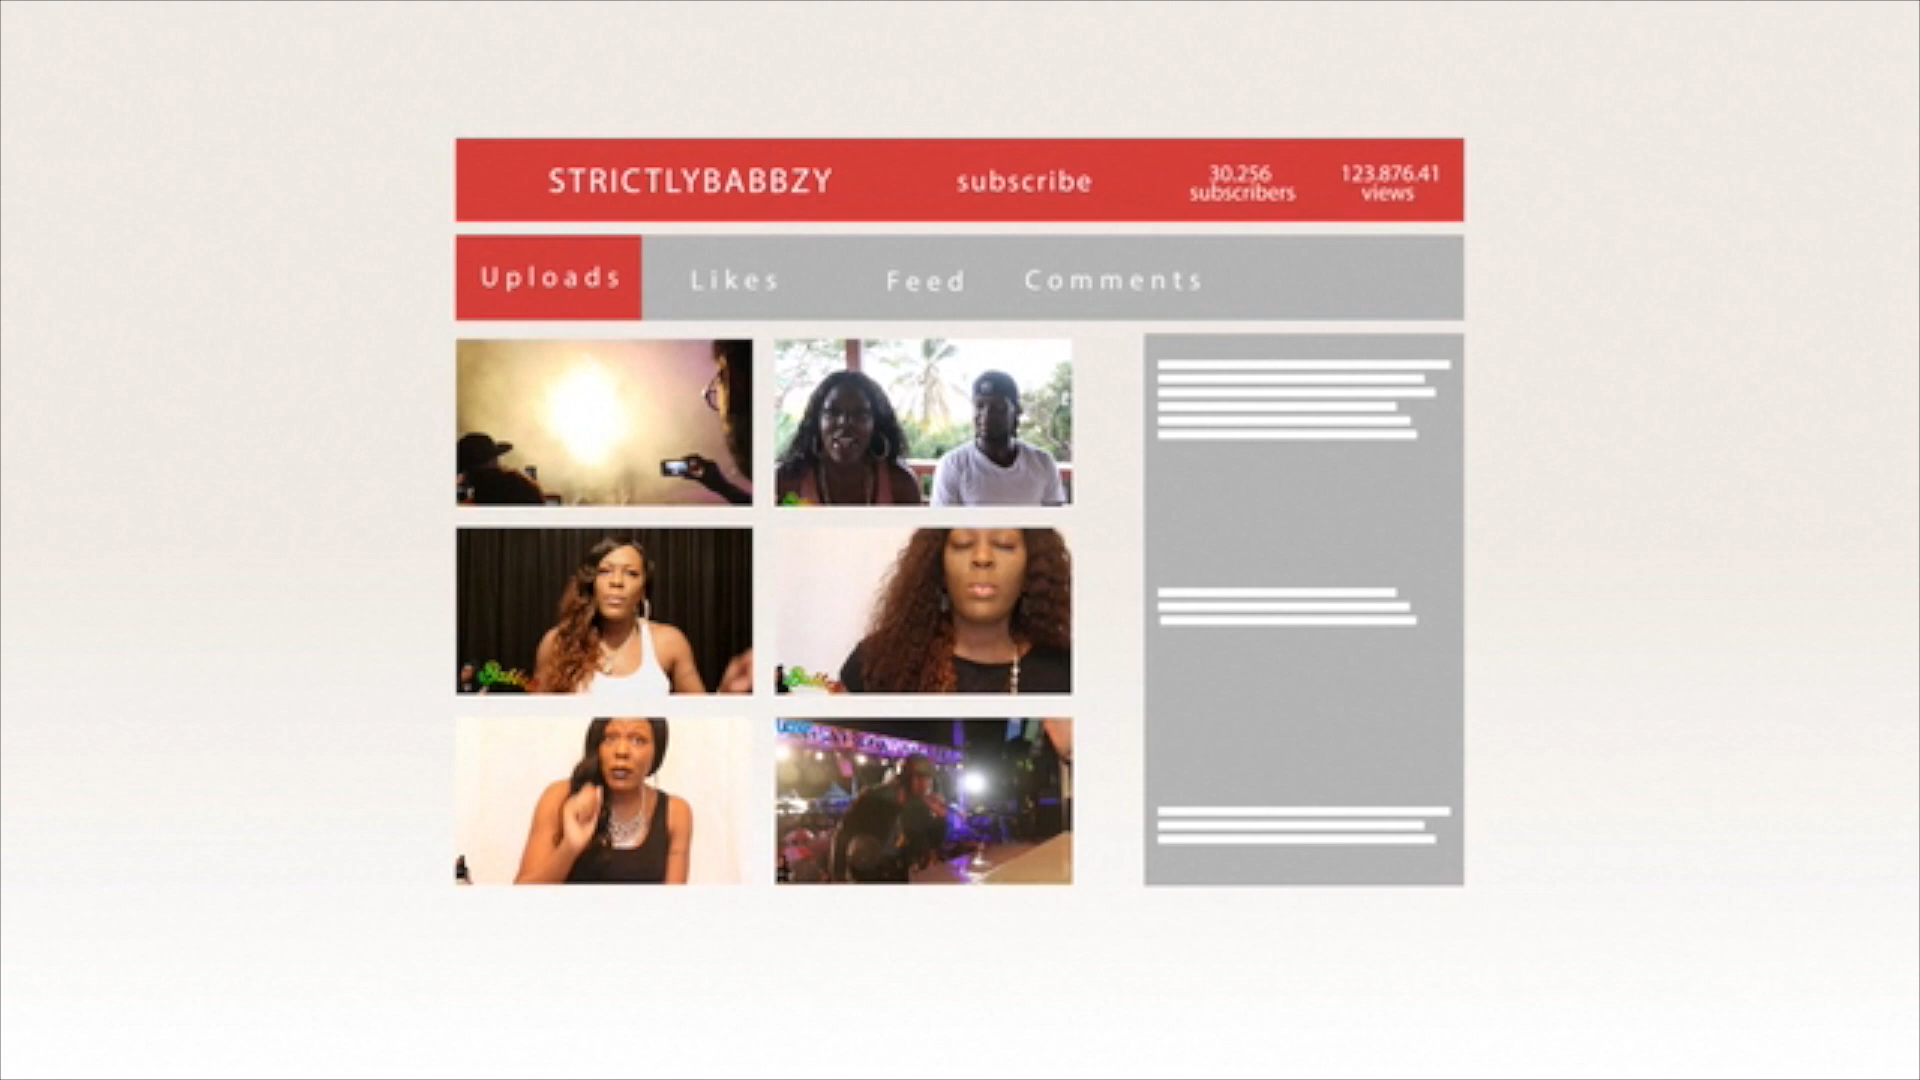 STRICTLYBABBZY
subscribe
30.256
subscribers
123.876.41
views
Uploads
Likes
Feed
Comments